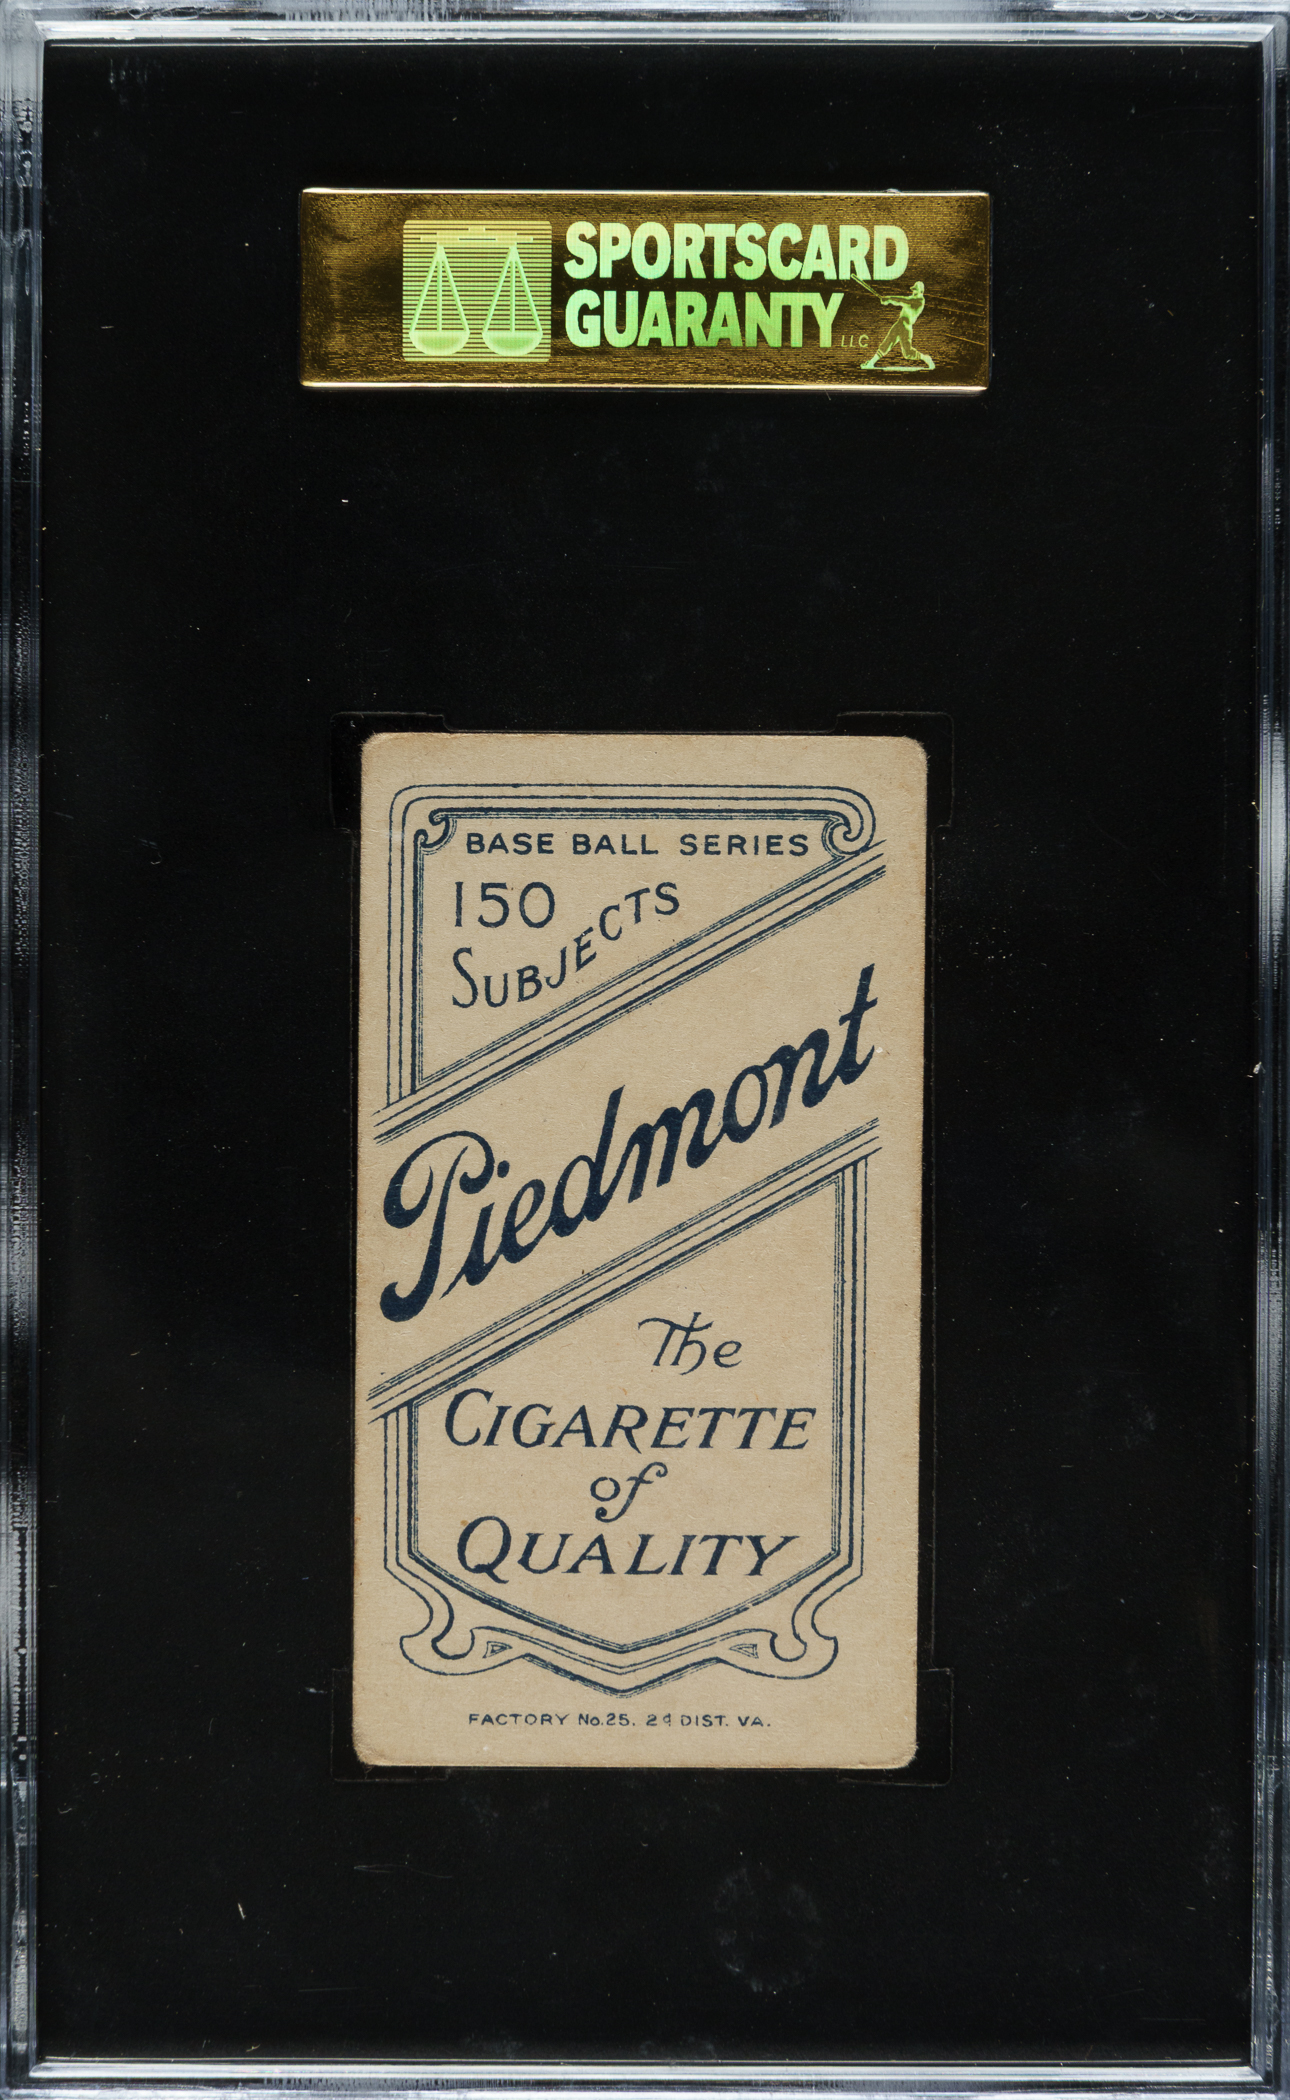 SPORTSCARD
GUARANTY LLC
BASE BALL SERIES
150
SUBJECTS
Piedmont
The
CIGARETTE
of
QUALITY
FACTORY No. 25. 2d DIST. VA.